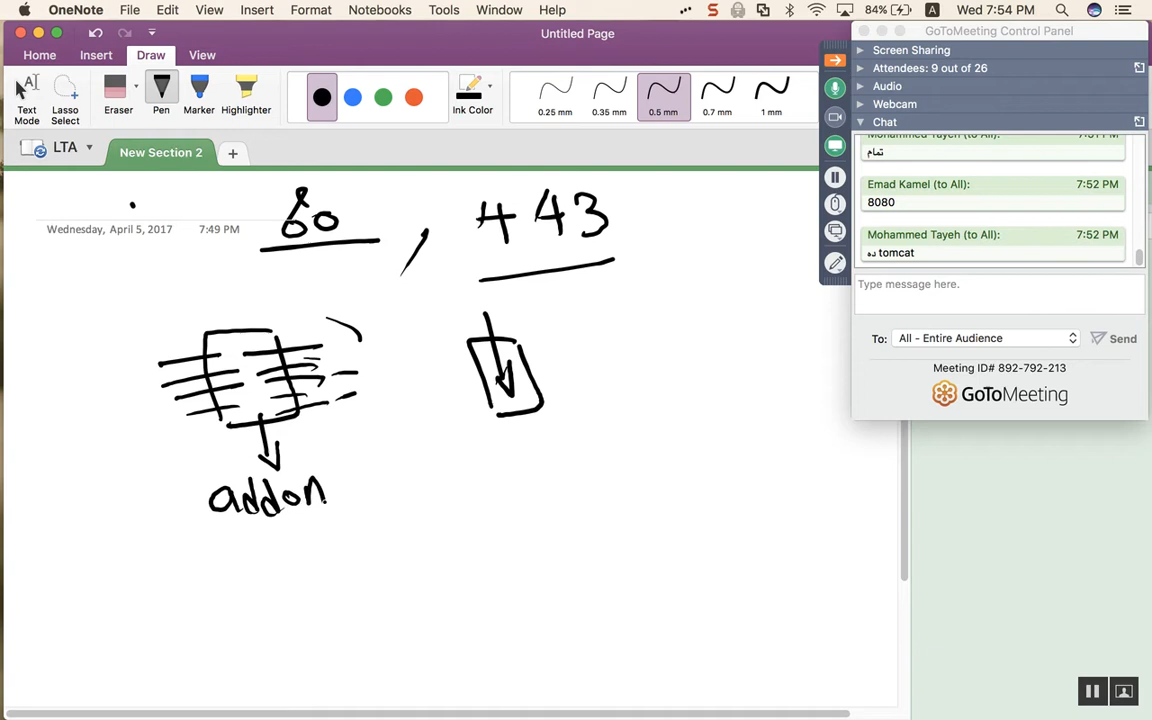 OneNote File Edit View Insert Format Notebooks Tools Window Help
84% A Wed 7:54 PM
Untitled Page
Home Insert Draw View
Text Mode
Lasso Select
Eraser
Pen
Marker
Highlighter
Ink Color
0.25 mm
0.35 mm
0.5 mm
0.7 mm
1 mm
LTA
New Section 2
Wednesday, April 5, 2017 7:49 PM
80 , 443
addon
GoToMeeting Control Panel
Screen Sharing
Attendees: 9 out of 26
Audio
Webcam
Chat
Mohammed Tayeh (to All):
تمام
Emad Kamel (to All): 7:52 PM
8080
Mohammed Tayeh (to All): 7:52 PM
ده tomcat
Type message here.
To: All - Entire Audience Send
Meeting ID# 892-792-213
GoToMeeting